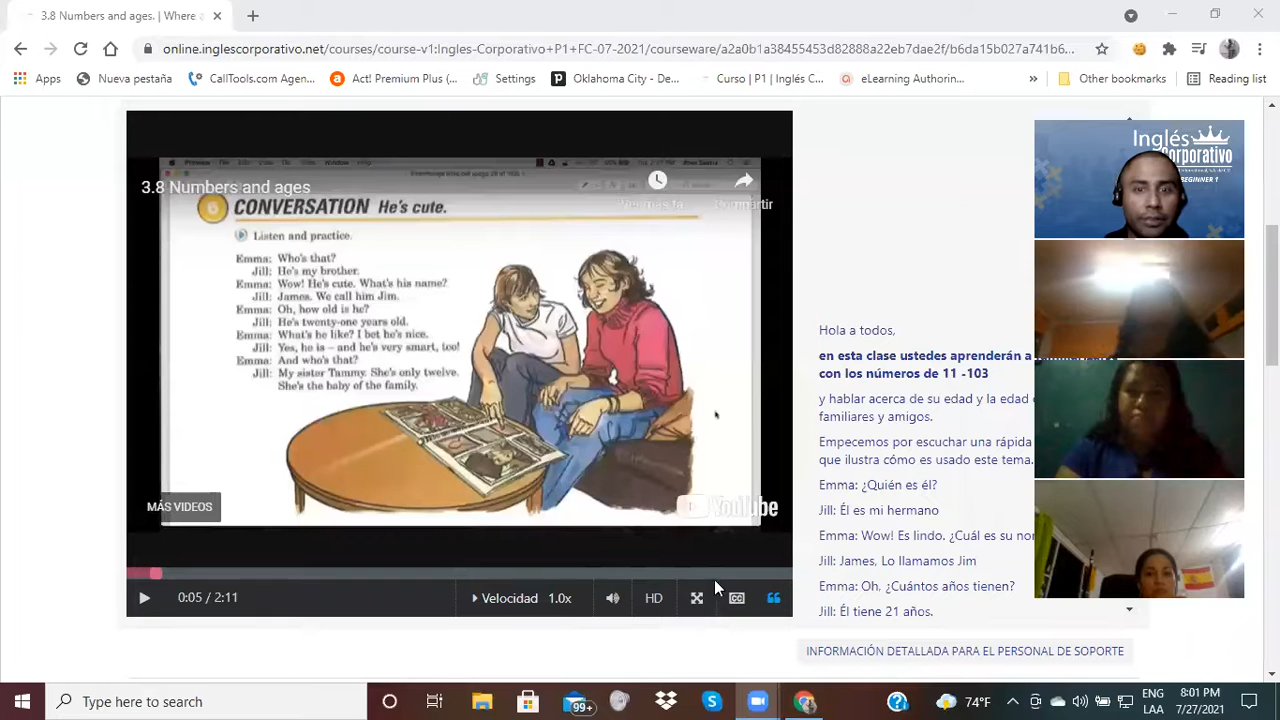 3.8 Numbers and ages. | Where
online.inglescorporativo.net/courses/course-v1:Ingles-Corporativo+P1+FC-07-2021/courseware/a2a0b1a38455453d82888a22eb7dae2f/b6da15b027a741b6...
Apps Nueva pestaña CallTools.com Agen... Act! Premium Plus (... Settings Oklahoma City - De... Curso | P1 | Inglés C... eLearning Authorin... » Other bookmarks Reading list
3.8 Numbers and ages
Compartir
6 CONVERSATION He's cute.
Listen and practice.
Emma: Who's that?
Jill: He's my brother.
Emma: Wow! He's cute. What's his name?
Jill: James. We call him Jim.
Emma: Oh, how old is he?
Jill: He's twenty-one years old.
Emma: What's he like? I bet he's nice.
Jill: Yes, he is – and he's very smart, too!
Emma: And who's that?
Jill: My sister Tammy. She's only twelve.
She's the baby of the family.
MÁS VIDEOS
YouTube
0:05 / 2:11 Velocidad 1.0x HD
Hola a todos,
en esta clase ustedes aprenderán a
con los números de 11 -103
y hablar acerca de su edad y la edad
familiares y amigos.
Empecemos por escuchar una rápida
que ilustra cómo es usado este tema.
Emma: ¿Quién es él?
Jill: Él es mi hermano
Emma: Wow! Es lindo. ¿Cuál es su
Jill: James, Lo llamamos Jim
Emma: Oh, ¿Cuántos años tienen?
Jill: Él tiene 21 años.
INFORMACIÓN DETALLADA PARA EL PERSONAL DE SOPORTE
Inglés
Corporativo
BEGINNER 1
Type here to search
99+
74°F
ENG
LAA
8:01 PM
7/27/2021